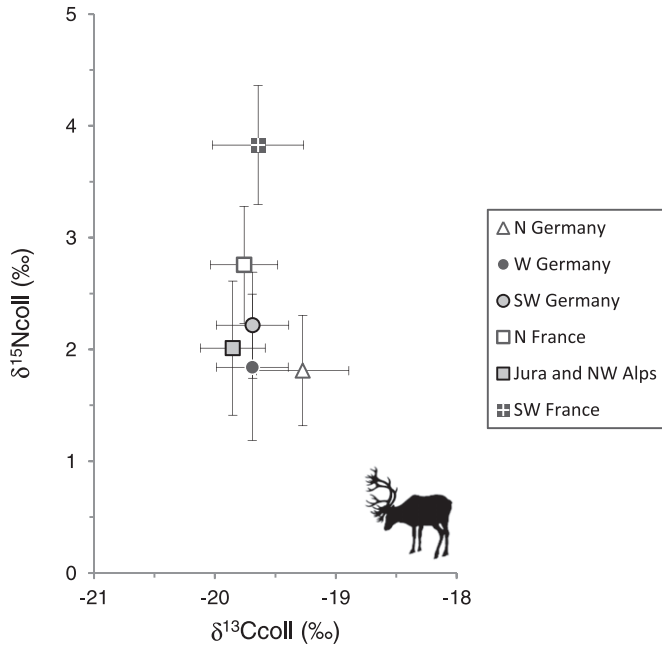 5
4
3
2
1
0
δ¹⁵Ncoll (‰)
-21
-20
-19
-18
δ¹³Ccoll (‰)
N Germany
W Germany
SW Germany
N France
Jura and NW Alps
SW France